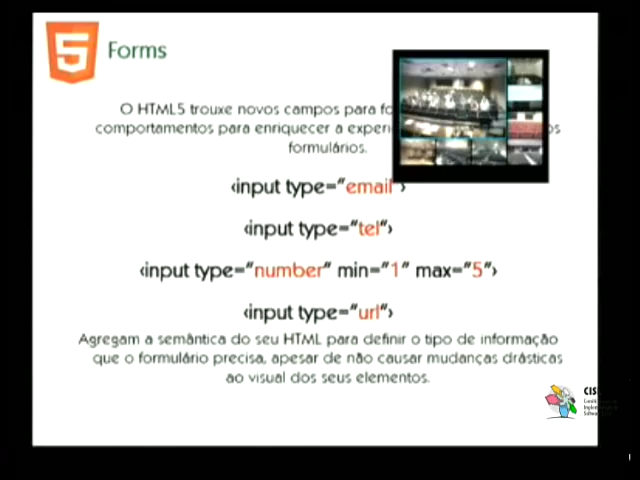 5 Forms
O HTML5 trouxe novos campos para
comportamentos para enriquecer a os
formulários.
<input type="email">
<input type="tel">
<input type="number" min="1" max="5">
<input type="url">
Agregam a semântica do seu HTML para definir o tipo de informação
que o formulário precisa, apesar de não causar mudanças drásticas
ao visual dos seus elementos.
CIS